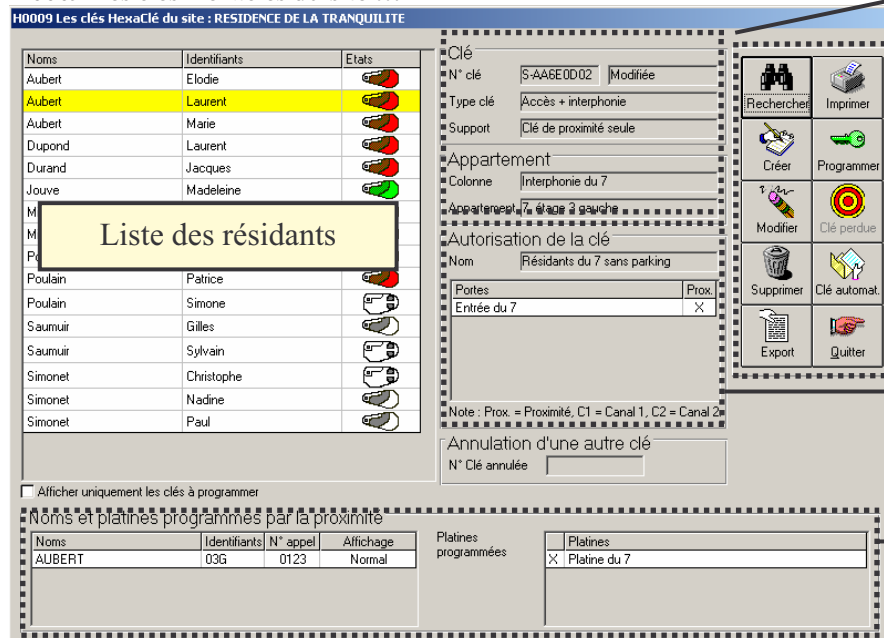 H0009 Les clés HexaClé du site : RESIDENCE DE LA TRANQUILITE
Noms Identifiants Etats
Aubert Elodie
Aubert Laurent
Aubert Marie
Dupond Laurent
Durand Jacques
Jouve Madeleine
Liste des résidants
Poulain Patrice
Poulain Simone
Saumuir Gilles
Saumuir Sylvain
Simonet Christophe
Simonet Nadine
Simonet Paul
Afficher uniquement les clés à programmer
Clé
N° clé S-AA6E0D02 Modifiée
Type clé Accès + interphonie
Support Clé de proximité seule
Appartement
Colonne Interphonie du 7
Appartement 7, étage 3 gauche
Autorisation de la clé
Nom Résidants du 7 sans parking
Portes Prox.
Entrée du 7 X
Note : Prox. = Proximité, C1 = Canal 1, C2 = Canal 2
Annulation d'une autre clé
N° Clé annulée
Rechercher Imprimer
Créer Programmer
Modifier Clé perdue
Supprimer Clé automat.
Export Quitter
Noms et platines programmés par la proximité
Noms Identifiants N° appel Affichage
AUBERT 03G 0123 Normal
Platines
programmées
Platines
X Platine du 7